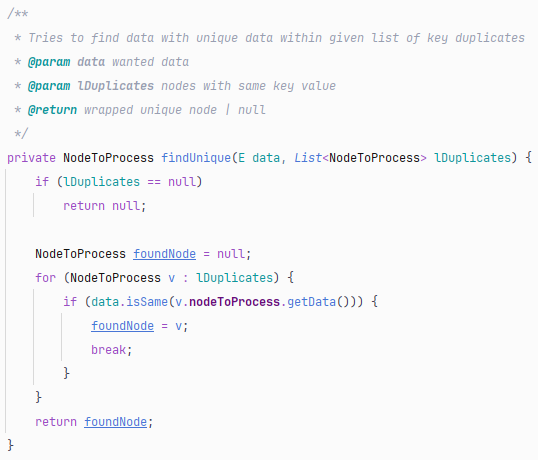 /**
 * Tries to find data with unique data within given list of key duplicates
 * @param data wanted data
 * @param lDuplicates nodes with same key value
 * @return wrapped unique node | null
 */
private NodeToProcess findUnique(E data, List<NodeToProcess> lDuplicates) {
    if (lDuplicates == null)
        return null;

    NodeToProcess foundNode = null;
    for (NodeToProcess v : lDuplicates) {
        if (data.isSame(v.nodeToProcess.getData())) {
            foundNode = v;
            break;
        }
    }
    return foundNode;
}